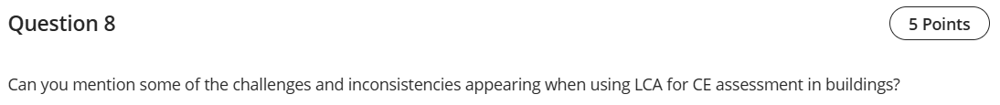 Question 8
5 Points
Can you mention some of the challenges and inconsistencies appearing when using LCA for CE assessment in buildings?